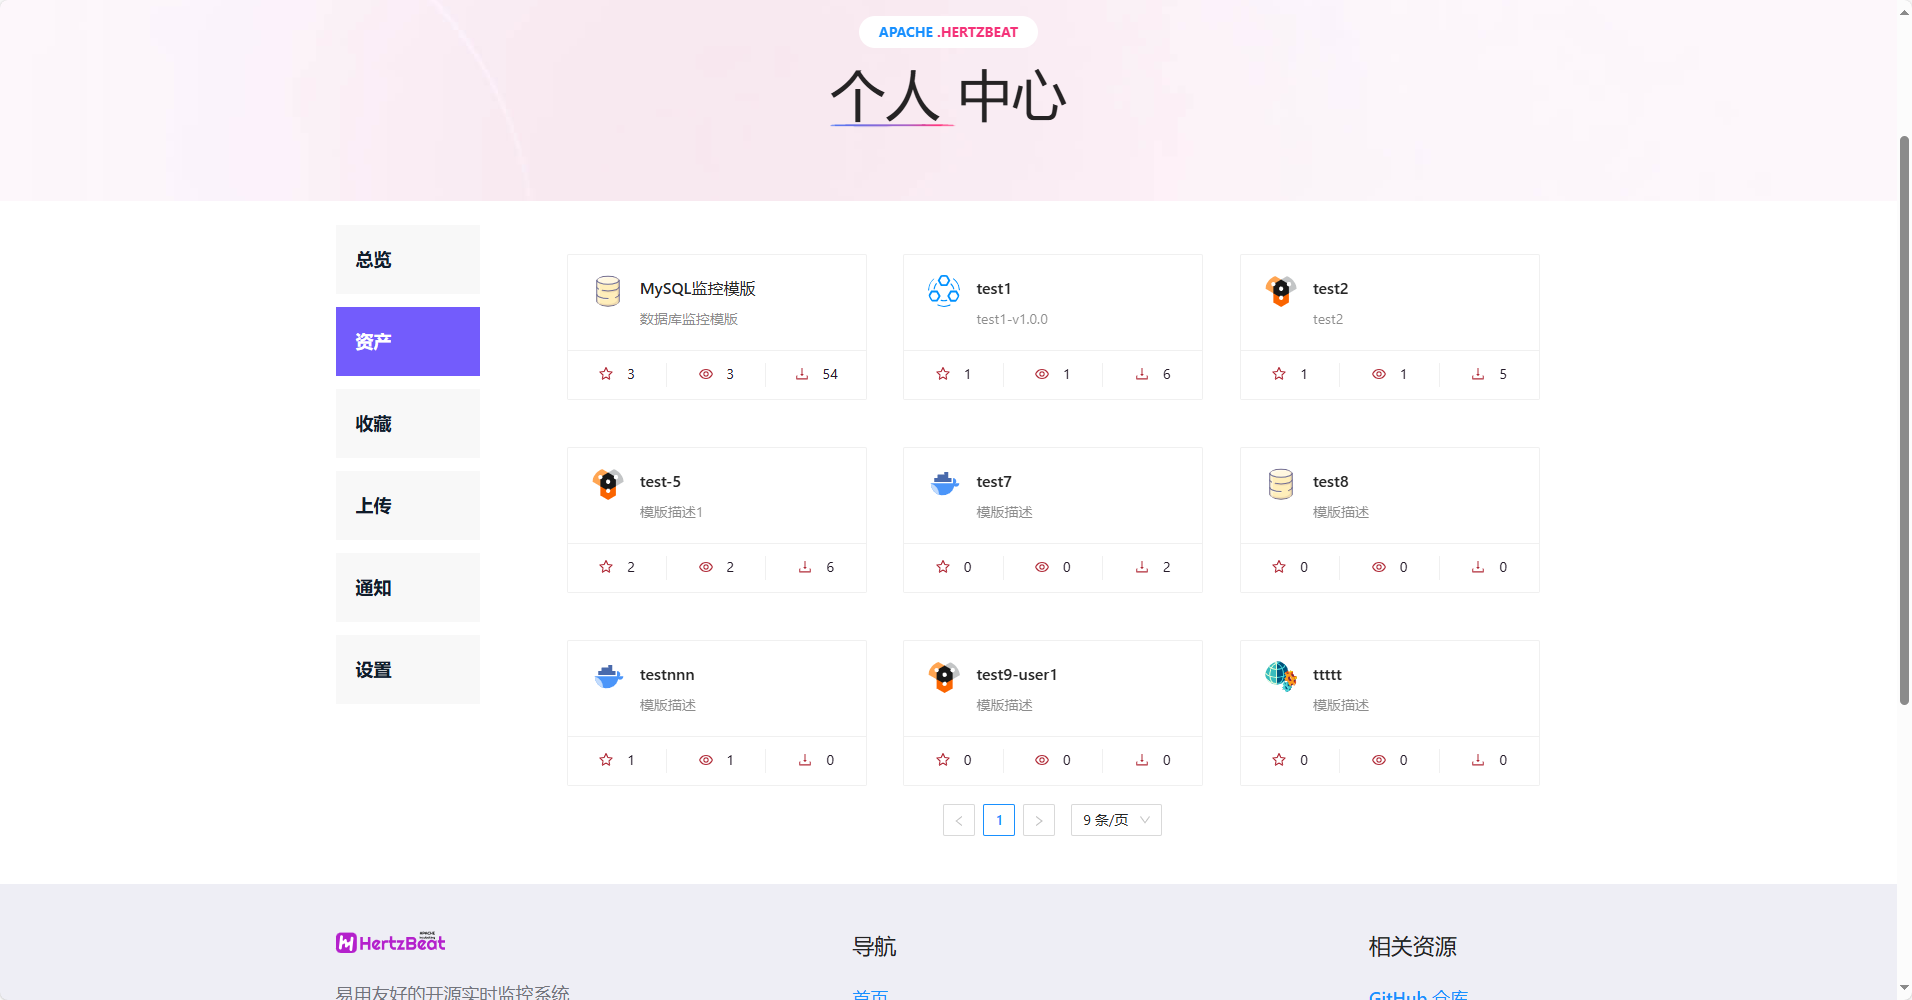 APACHE .HERTZBEAT
个人 中心
总览
资产
收藏
上传
通知
设置
MySQL监控模版
数据库监控模版
3 3 54
test1
test1-v1.0.0
1 1 6
test2
test2
1 1 5
test-5
模版描述1
2 2 6
test7
模版描述
0 0 2
test8
模版描述
0 0 0
testnnn
模版描述
1 1 0
test9-user1
模版描述
0 0 0
ttttt
模版描述
0 0 0
< 1 > 9 条/页
HertzBeat
易用友好的开源实时监控系统
导航
首页
相关资源
GitHub 仓库